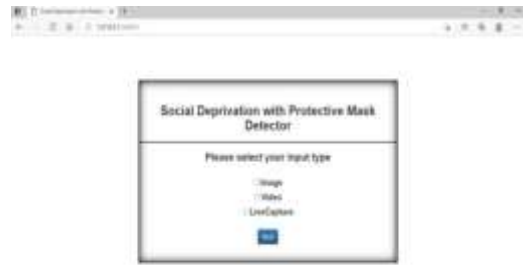 Social Deprivation with Protective Mask
Detector
Please select your input type
Image
Video
LiveCapture